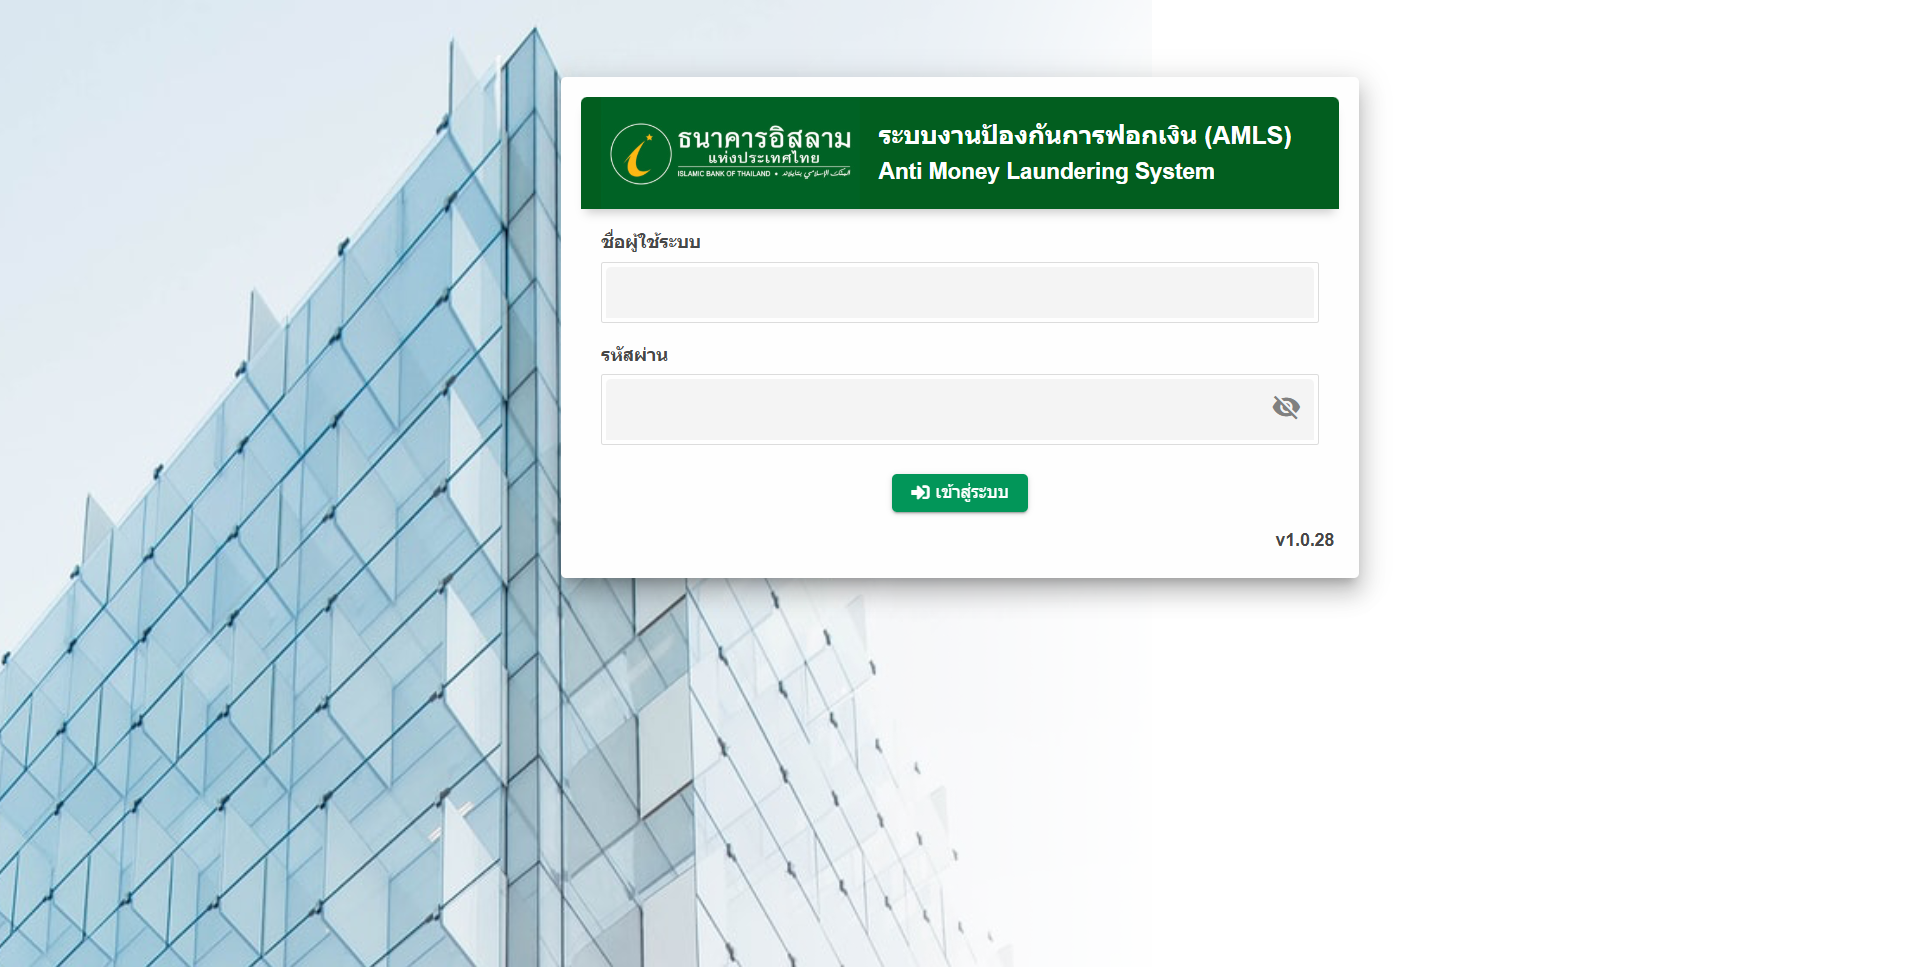 ธนาคารอิสลาม
แห่งประเทศไทย
ISLAMIC BANK OF THAILAND •
ระบบงานป้องกันการฟอกเงิน (AMLS)
Anti Money Laundering System
ชื่อผู้ใช้ระบบ
รหัสผ่าน
เข้าสู่ระบบ
v1.0.28